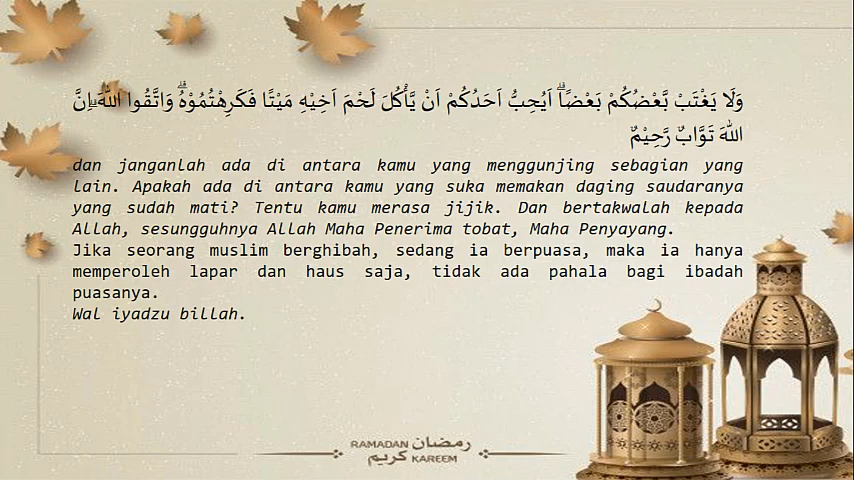 وَلَا يَغْتَبْ بَّعْضُكُمْ بَعْضًاۗ اَيُحِبُّ اَحَدُكُمْ اَنْ يَّأْكُلَ لَحْمَ اَخِيْهِ مَيْتًا فَكَرِهْتُمُوْهُۗ وَاتَّقُوا اللّٰهَ ۗاِنَّ
اللّٰهَ تَوَّابٌ رَّحِيْمٌ
dan janganlah ada di antara kamu yang menggunjing sebagian yang
lain. Apakah ada di antara kamu yang suka memakan daging saudaranya
yang sudah mati? Tentu kamu merasa jijik. Dan bertakwalah kepada
Allah, sesungguhnya Allah Maha Penerima tobat, Maha Penyayang.
Jika seorang muslim berghibah, sedang ia berpuasa, maka ia hanya
memperoleh lapar dan haus saja, tidak ada pahala bagi ibadah
puasanya.
Wal iyadzu billah.
RAMADAN رمضان
كريم KAREEM